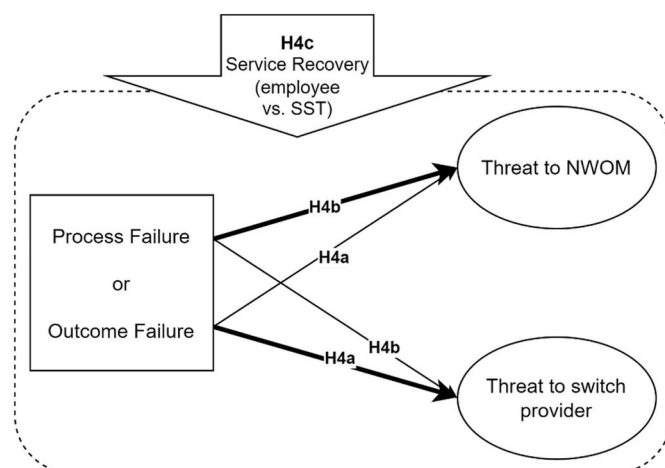 H4c
Service Recovery
(employee
vs. SST)
Threat to NWOM
H4b
Process Failure
H4a
or
Outcome Failure
H4b
H4a
Threat to switch
provider